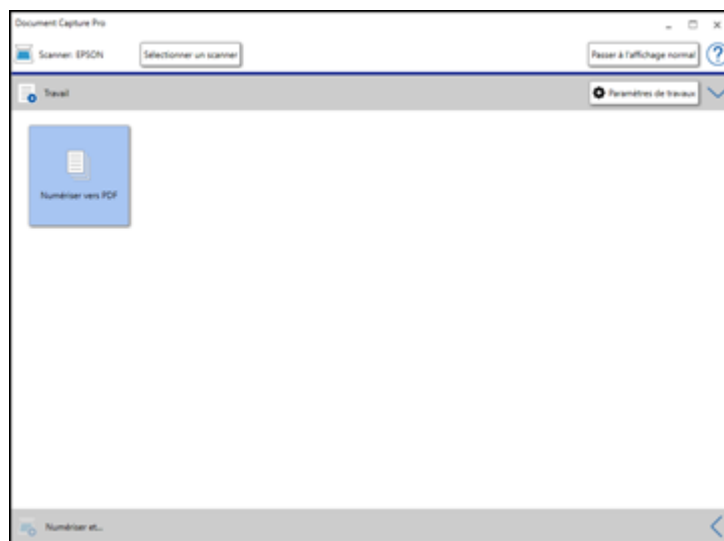 Document Capture Pro
Scanner: EPSON
Sélectionner un scanner
Passer à l'affichage normal
Travail
Paramètres de travaux
Numériser vers PDF
Numériser et...